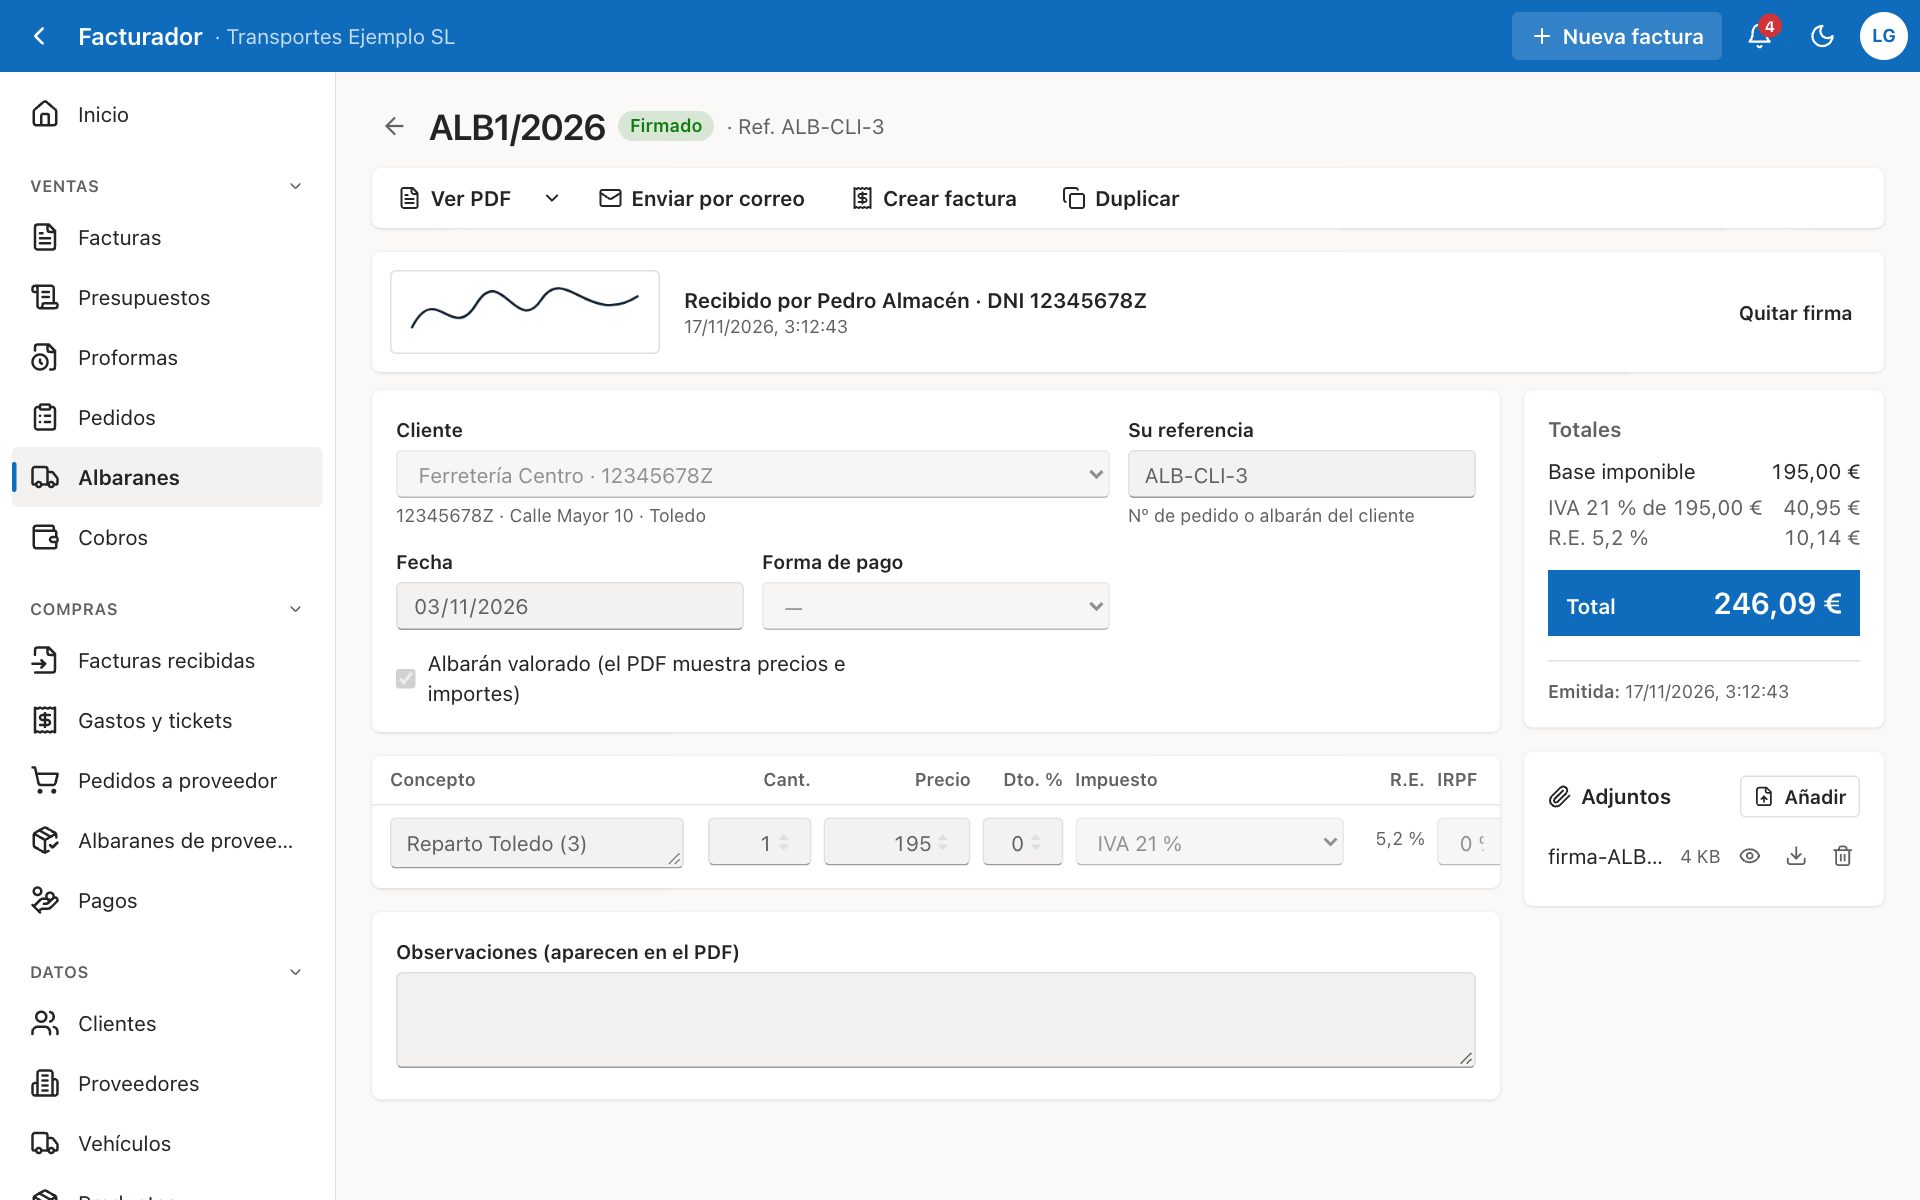 Facturador · Transportes Ejemplo SL
Nueva factura
4
LG
Inicio
VENTAS
Facturas
Presupuestos
Proformas
Pedidos
Albaranes
Cobros
COMPRAS
Facturas recibidas
Gastos y tickets
Pedidos a proveedor
Albaranes de provee...
Pagos
DATOS
Clientes
Proveedores
Vehículos
ALB1/2026 Firmado · Ref. ALB-CLI-3
Ver PDF
Enviar por correo
Crear factura
Duplicar
Recibido por Pedro Almacén · DNI 12345678Z
17/11/2026, 3:12:43
Quitar firma
Cliente
Ferretería Centro · 12345678Z
12345678Z · Calle Mayor 10 · Toledo
Su referencia
ALB-CLI-3
Nº de pedido o albarán del cliente
Fecha
03/11/2026
Forma de pago
—
Albarán valorado (el PDF muestra precios e
importes)
Concepto Cant. Precio Dto. % Impuesto R.E. IRPF
Reparto Toledo (3) 1 195 0 IVA 21 % 5,2 % 0
Observaciones (aparecen en el PDF)
Totales
Base imponible 195,00 €
IVA 21 % de 195,00 € 40,95 €
R.E. 5,2 % 10,14 €
Total 246,09 €
Emitida: 17/11/2026, 3:12:43
Adjuntos
Añadir
firma-ALB... 4 KB